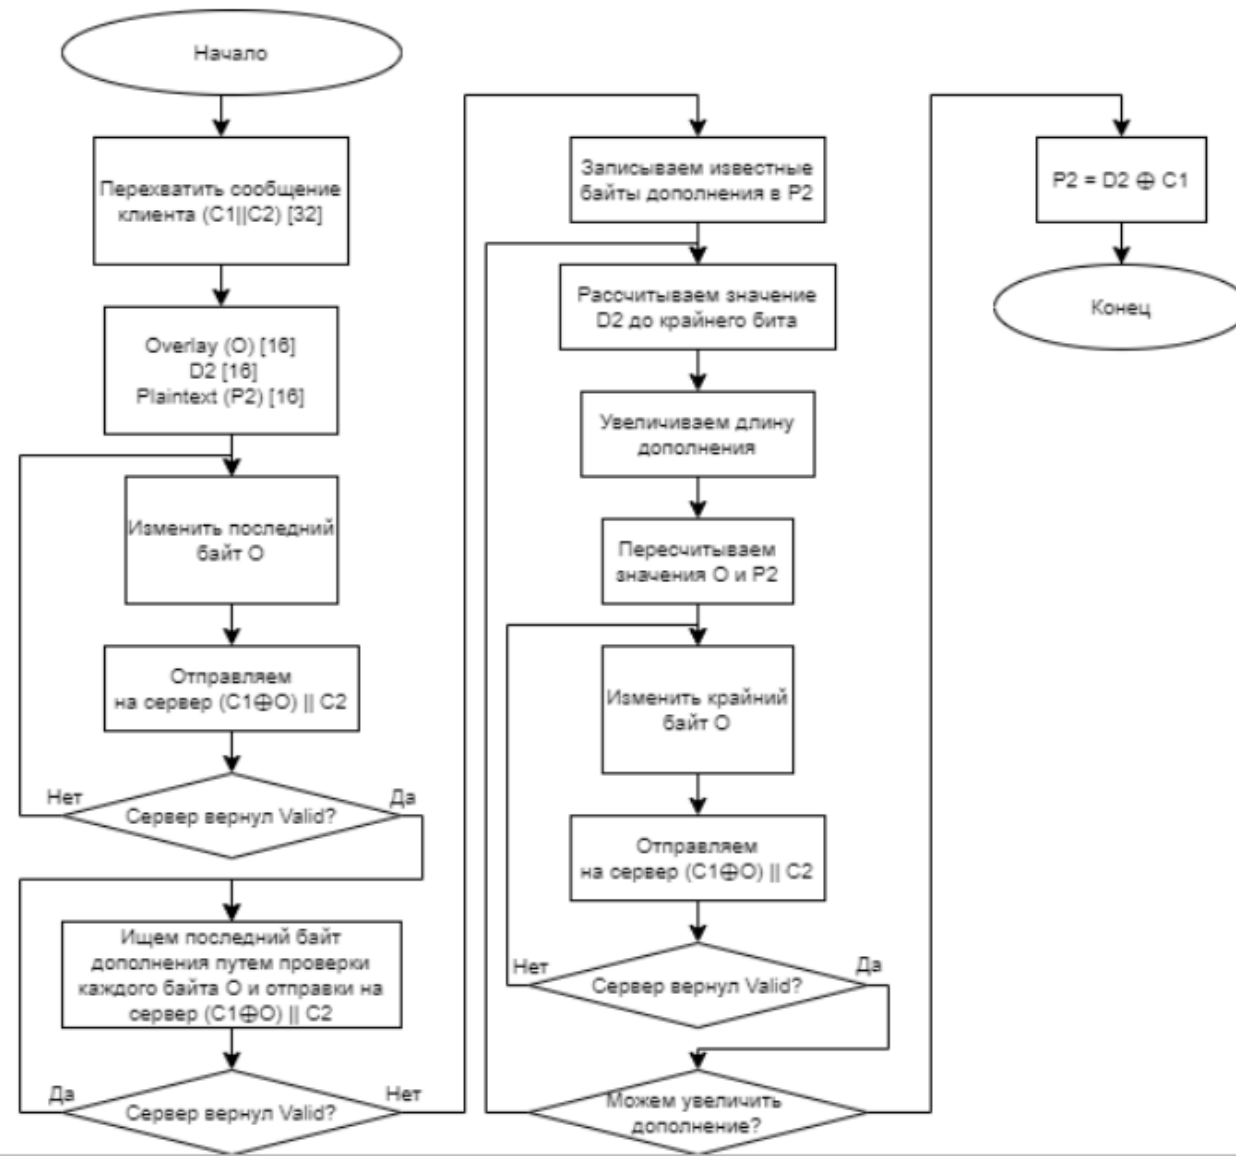 Начало
Перехватить сообщение
клиента (C1||C2) [32]
Overlay (O) [16]
D2 [16]
Plaintext (P2) [16]
Изменить последний
байт O
Отправляем
на сервер (C1⊕O) || C2
Сервер вернул Valid?
Нет
Да
Ищем последний байт
дополнения путем проверки
каждого байта O и отправки на
сервер (C1⊕O) || C2
Сервер вернул Valid?
Да
Нет
Записываем известные
байты дополнения в P2
Рассчитываем значение
D2 до крайнего бита
Увеличиваем длину
дополнения
Пересчитываем
значения O и P2
Изменить крайний
байт O
Отправляем
на сервер (C1⊕O) || C2
Сервер вернул Valid?
Нет
Да
Можем увеличить
дополнение?
P2 = D2 ⊕ C1
Конец